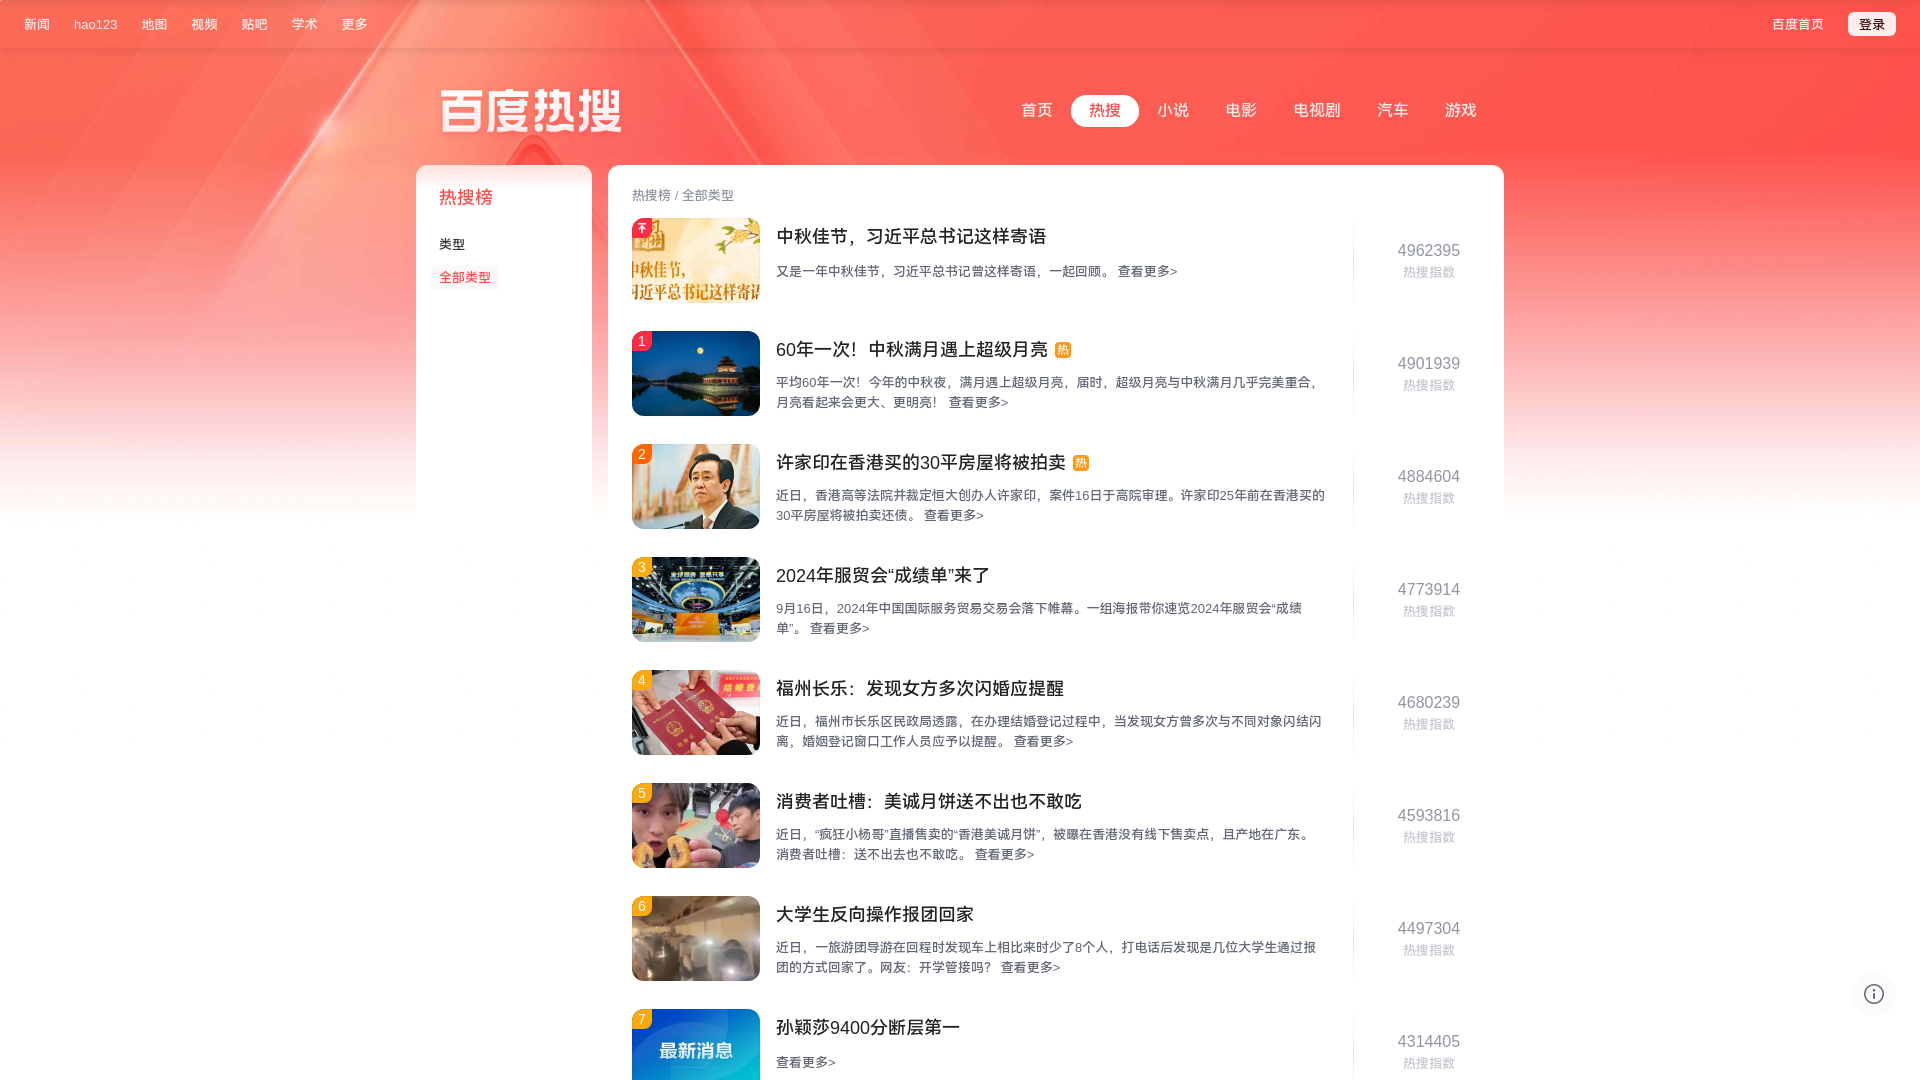 新闻 hao123 地图 视频 贴吧 学术 更多 百度首页 登录
百度热搜
首页 热搜 小说 电影 电视剧 汽车 游戏
热搜榜
类型
全部类型
热搜榜 / 全部类型
中秋佳节,
习近平总书记这样寄语
中秋佳节，习近平总书记这样寄语
又是一年中秋佳节，习近平总书记曾这样寄语，一起回顾。 查看更多>
4962395
热搜指数
1
60年一次！中秋满月遇上超级月亮 热
平均60年一次！今年的中秋夜，满月遇上超级月亮，届时，超级月亮与中秋满月几乎完美重合，
月亮看起来会更大、更明亮！ 查看更多>
4901939
热搜指数
2
许家印在香港买的30平房屋将被拍卖 热
近日，香港高等法院并裁定恒大创办人许家印，案件16日于高院审理。许家印25年前在香港买的
30平房屋将被拍卖还债。 查看更多>
4884604
热搜指数
3
2024年服贸会“成绩单”来了
9月16日，2024年中国国际服务贸易交易会落下帷幕。一组海报带你速览2024年服贸会“成绩
单”。 查看更多>
4773914
热搜指数
4
福州长乐：发现女方多次闪婚应提醒
近日，福州市长乐区民政局透露，在办理结婚登记过程中，当发现女方曾多次与不同对象闪结闪
离，婚姻登记窗口工作人员应予以提醒。 查看更多>
4680239
热搜指数
5
消费者吐槽：美诚月饼送不出也不敢吃
近日，“疯狂小杨哥”直播售卖的“香港美诚月饼”，被曝在香港没有线下售卖点，且产地在广东。
消费者吐槽：送不出去也不敢吃。 查看更多>
4593816
热搜指数
6
大学生反向操作报团回家
近日，一旅游团导游在回程时发现车上相比来时少了8个人，打电话后发现是几位大学生通过报
团的方式回家了。网友：开学管接吗？ 查看更多>
4497304
热搜指数
7
最新消息
孙颖莎9400分断层第一
查看更多>
4314405
热搜指数